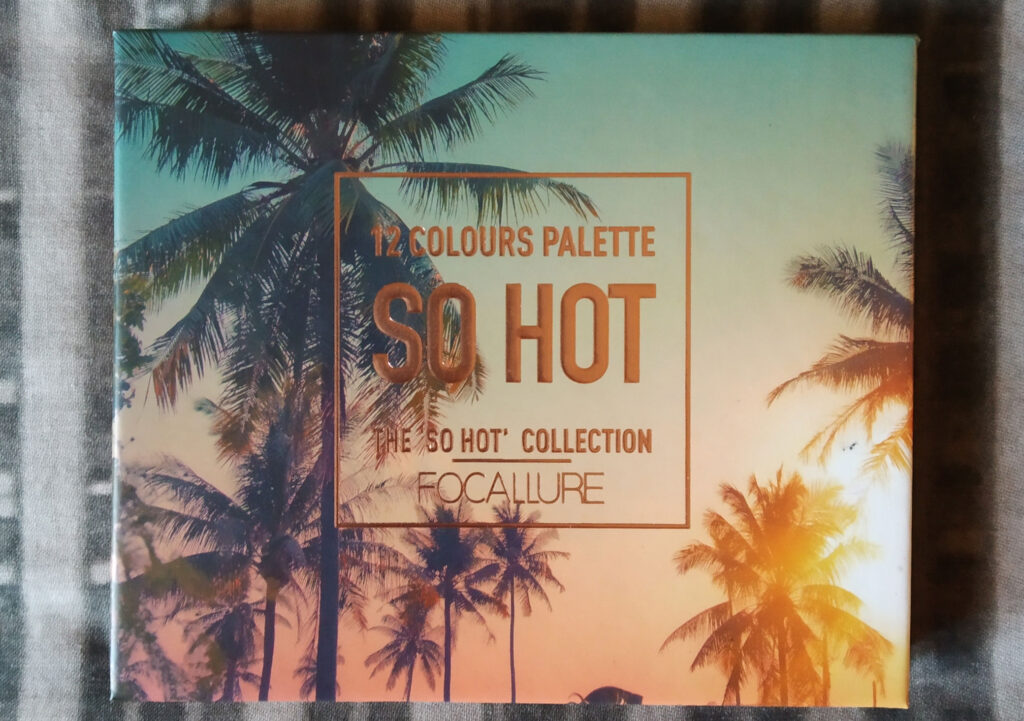 12 COLOURS PALETTE
SO HOT
THE 'SO HOT' COLLECTION
FOCALLURE